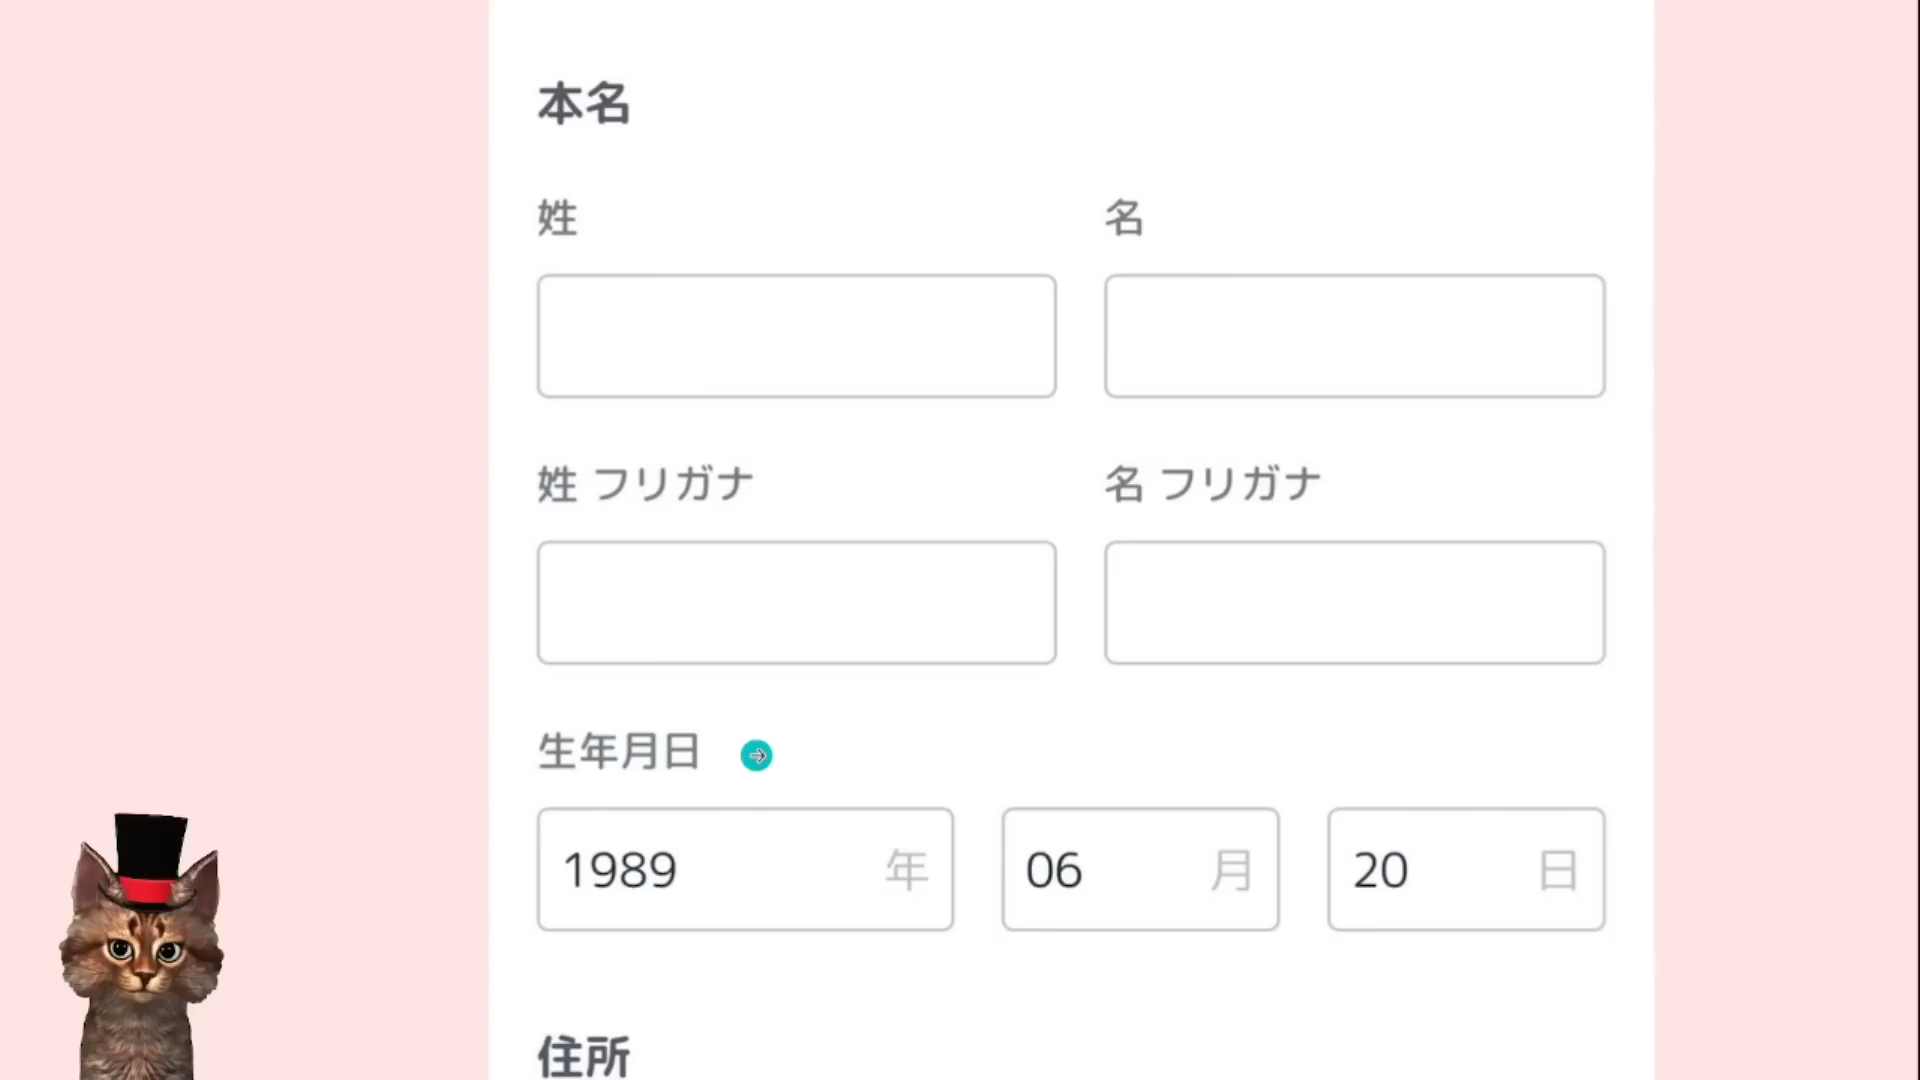 本名
姓 名
姓 フリガナ 名 フリガナ
生年月日
1989 年 06 月 20 日
住所